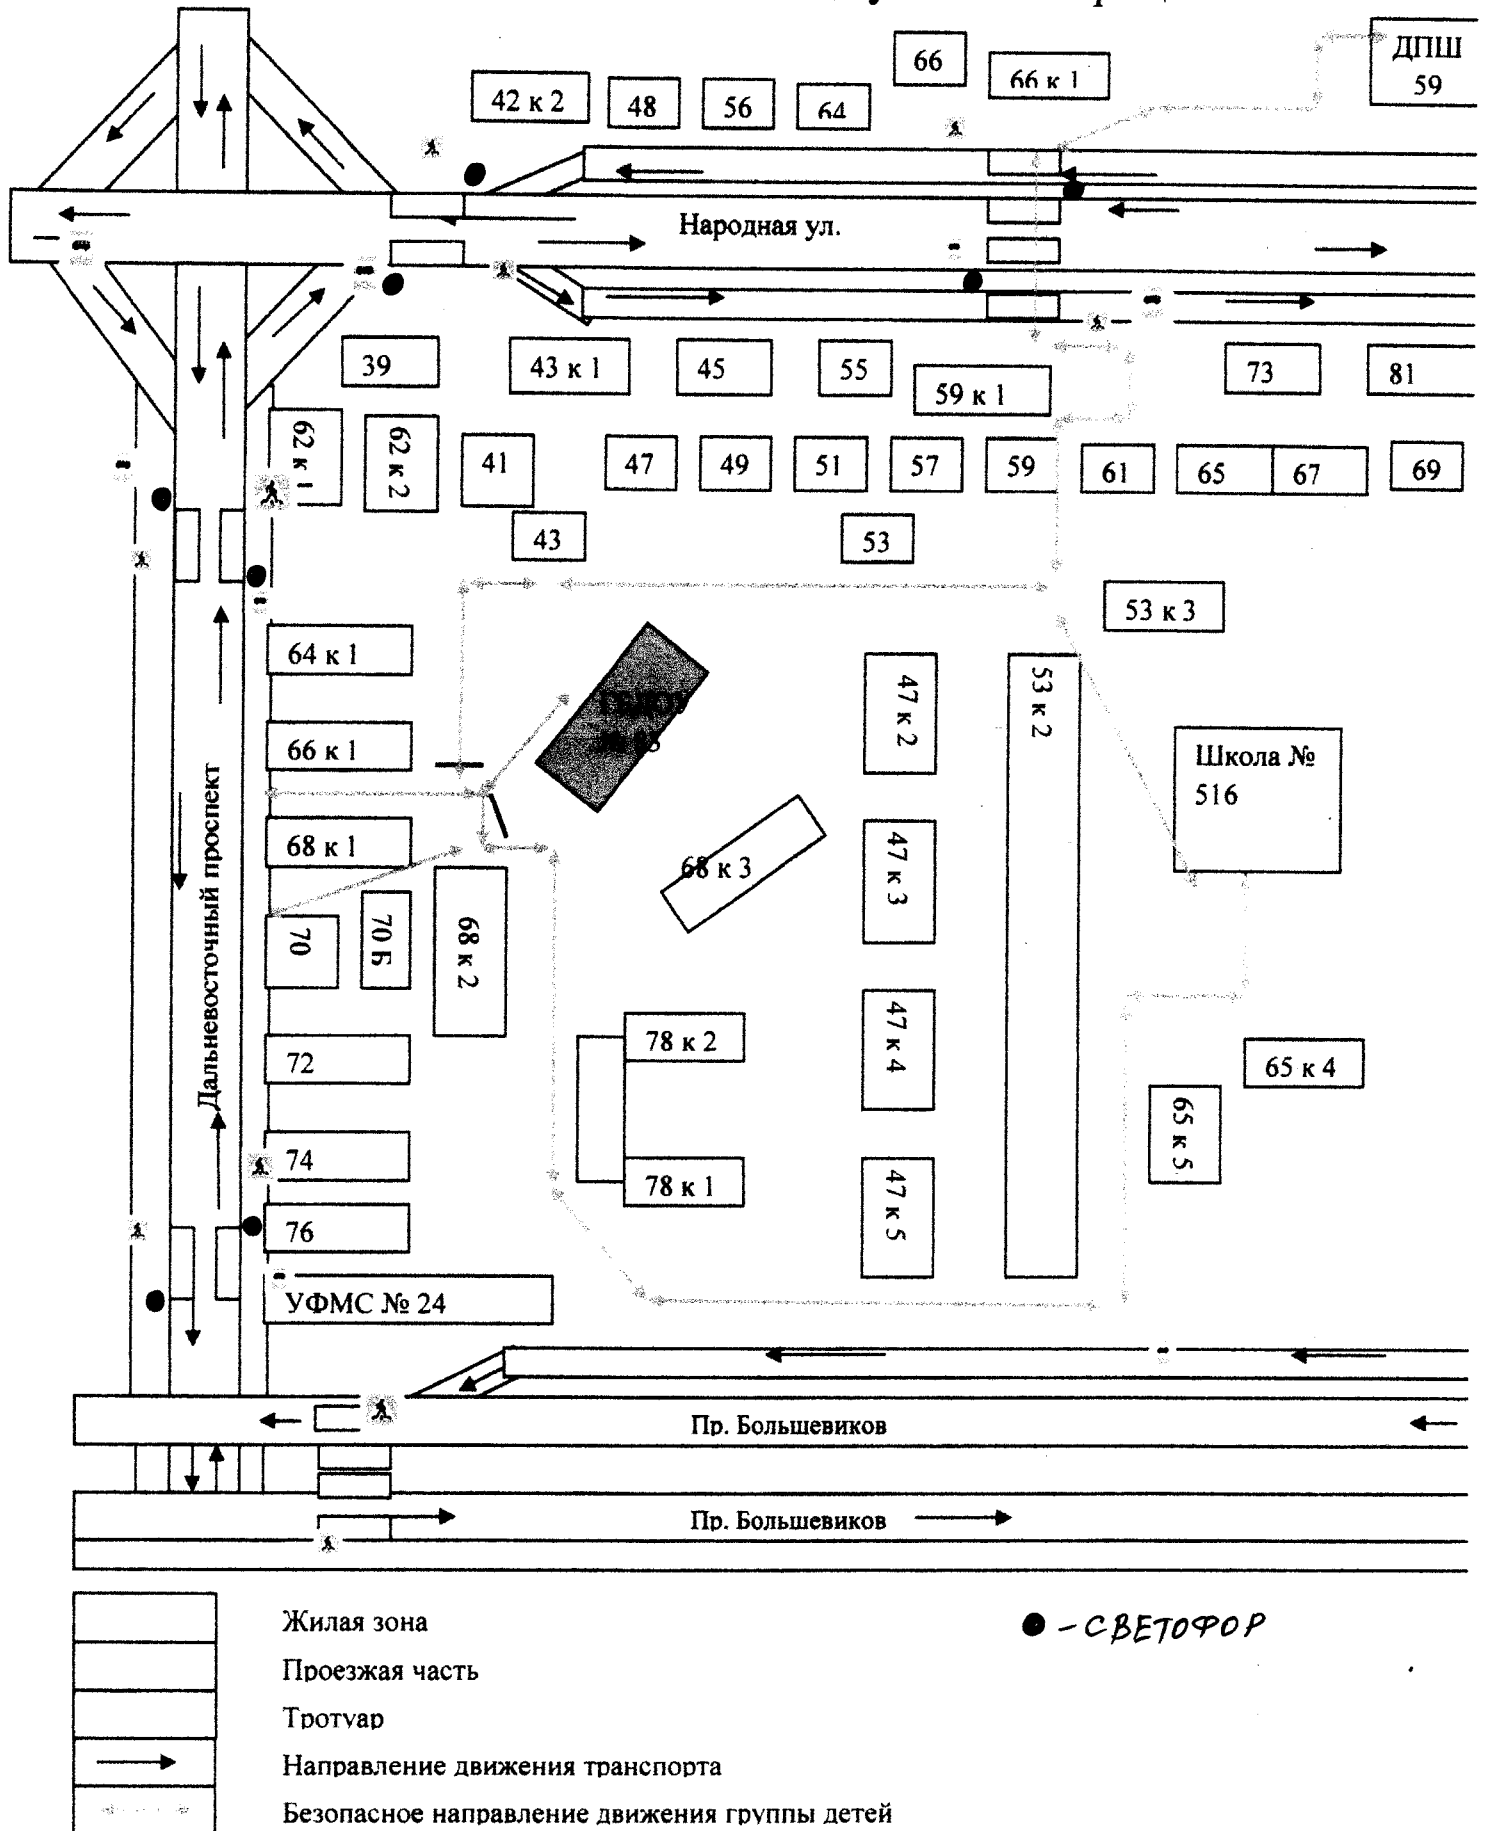 ДПШ
59
66
66 к 1
42 к 2
48
56
64
Народная ул.
39
43 к 1
45
55
59 к 1
73
81
62 к 1
62 к 2
41
47
49
51
57
59
61
65
67
69
43
53
53 к 3
64 к 1
47 к 2
53 к 2
66 к 1
Школа №
516
Дальневосточный проспект
68 к 1
68 к 3
47 к 3
70
70 Б
68 к 2
47 к 4
78 к 2
72
65 к 4
65 к 5
74
78 к 1
47 к 5
76
УФМС № 24
Пр. Большевиков
Пр. Большевиков
Жилая зона
● - СВЕТОФОР
Проезжая часть
Тротуар
Направление движения транспорта
Безопасное направление движения группы детей